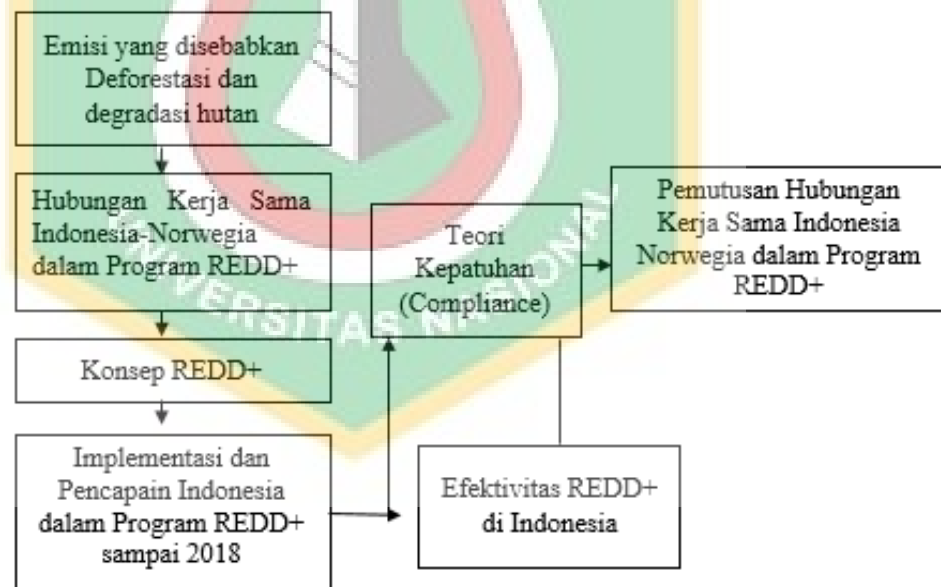 Emisi yang disebabkan
Deforestasi dan
degradasi hutan
Hubungan Kerja Sama
Indonesia-Norwegia
dalam Program REDD+
Konsep REDD+
Implementasi dan
Pencapain Indonesia
dalam Program REDD+
sampai 2018
Teori
Kepatuhan
(Compliance)
Efektivitas REDD+
di Indonesia
Pemutusan Hubungan
Kerja Sama Indonesia
Norwegia dalam Program
REDD+
UNIVERSITAS NASIONAL